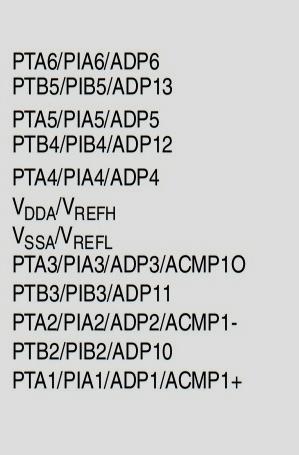 PTA6/PIA6/ADP6
PTB5/PIB5/ADP13
PTA5/PIA5/ADP5
PTB4/PIB4/ADP12
PTA4/PIA4/ADP4
VDDA/VREFH
VSSA/VREFL
PTA3/PIA3/ADP3/ACMP1O
PTB3/PIB3/ADP11
PTA2/PIA2/ADP2/ACMP1-
PTB2/PIB2/ADP10
PTA1/PIA1/ADP1/ACMP1+